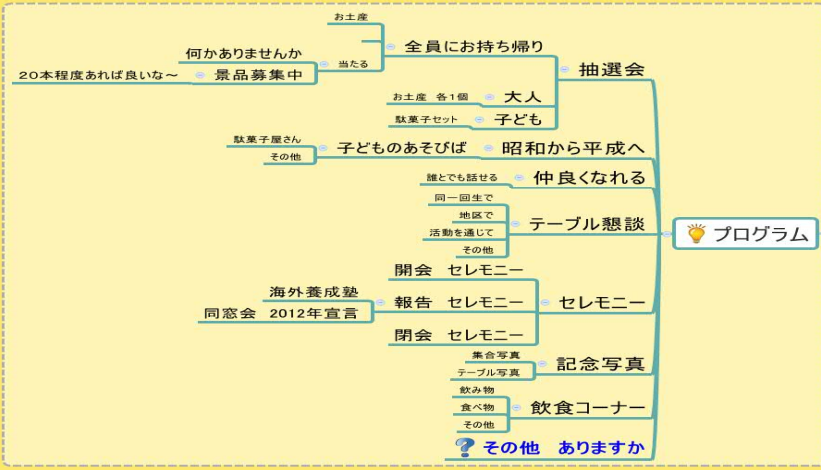 プログラム
抽選会
全員にお持ち帰り
お土産
当たる
何かありませんか
景品募集中
20本程度あれば良いな～
大人
お土産 各1個
子ども
駄菓子セット
昭和から平成へ
子どものあそびば
駄菓子屋さん
その他
仲良くなれる
誰とでも話せる
テーブル懇談
同一回生で
地区で
活動を通じて
その他
セレモニー
開会 セレモニー
報告 セレモニー
海外養成塾
同窓会 2012年宣言
閉会 セレモニー
記念写真
集合写真
テーブル写真
飲食コーナー
飲み物
食べ物
その他
その他 ありますか